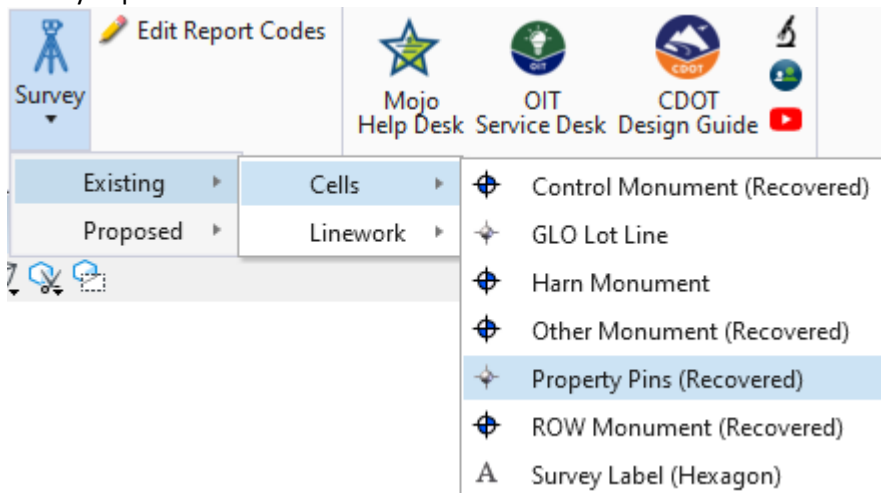 Edit Report Codes
Survey
Mojo
Help Desk
OIT
OIT
Service Desk
CDOT
CDOT
Design Guide
Existing
Proposed
Cells
Linework
Control Monument (Recovered)
GLO Lot Line
Harn Monument
Other Monument (Recovered)
Property Pins (Recovered)
ROW Monument (Recovered)
A Survey Label (Hexagon)